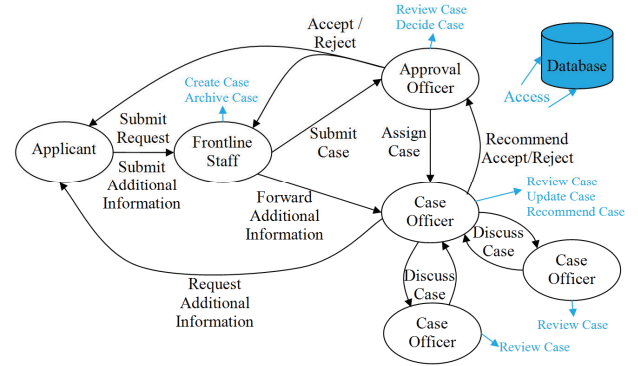 Accept /
Reject
Review Case
Decide Case
Database
Access
Approval
Officer
Create Case
Archive Case
Submit
Request
Applicant
Submit
Additional
Information
Frontline
Staff
Submit
Case
Assign
Case
Recommend
Accept/Reject
Forward
Additional
Information
Case
Officer
Review Case
Update Case
Recommend Case
Discuss
Case
Case
Officer
Request
Additional
Information
Discuss
Case
Case
Officer
Review Case
Review Case